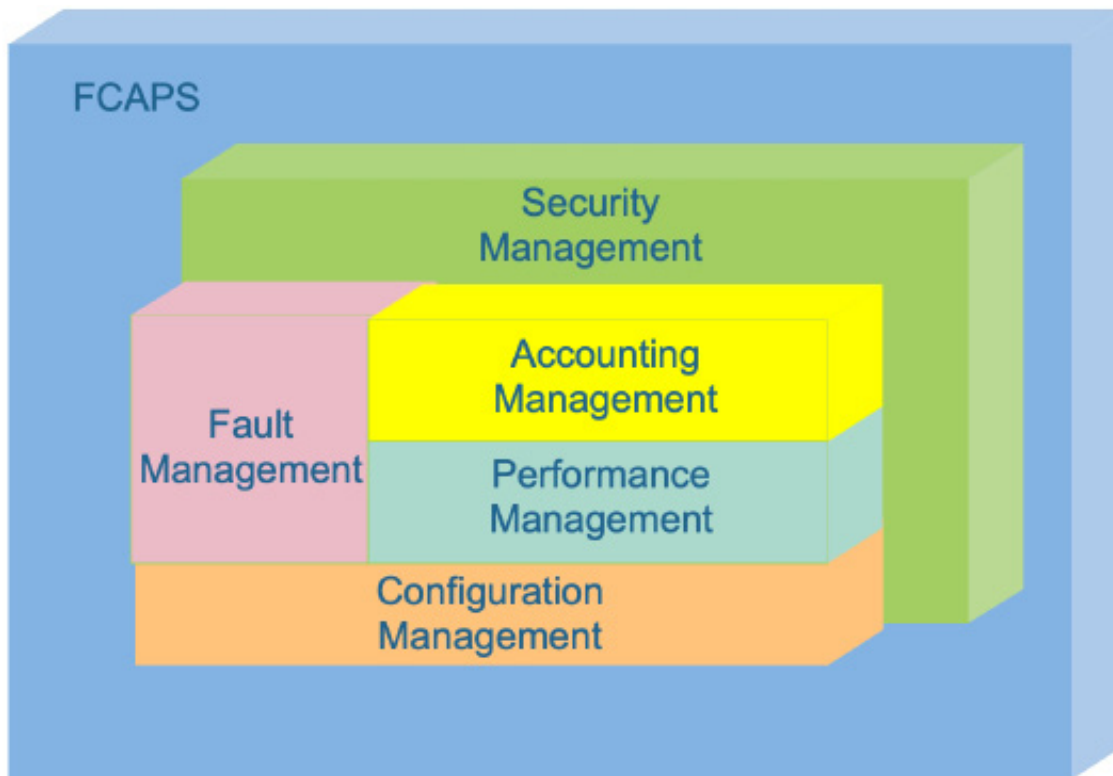 FCAPS
Security
Management
Accounting
Management
Fault
Management
Performance
Management
Configuration
Management